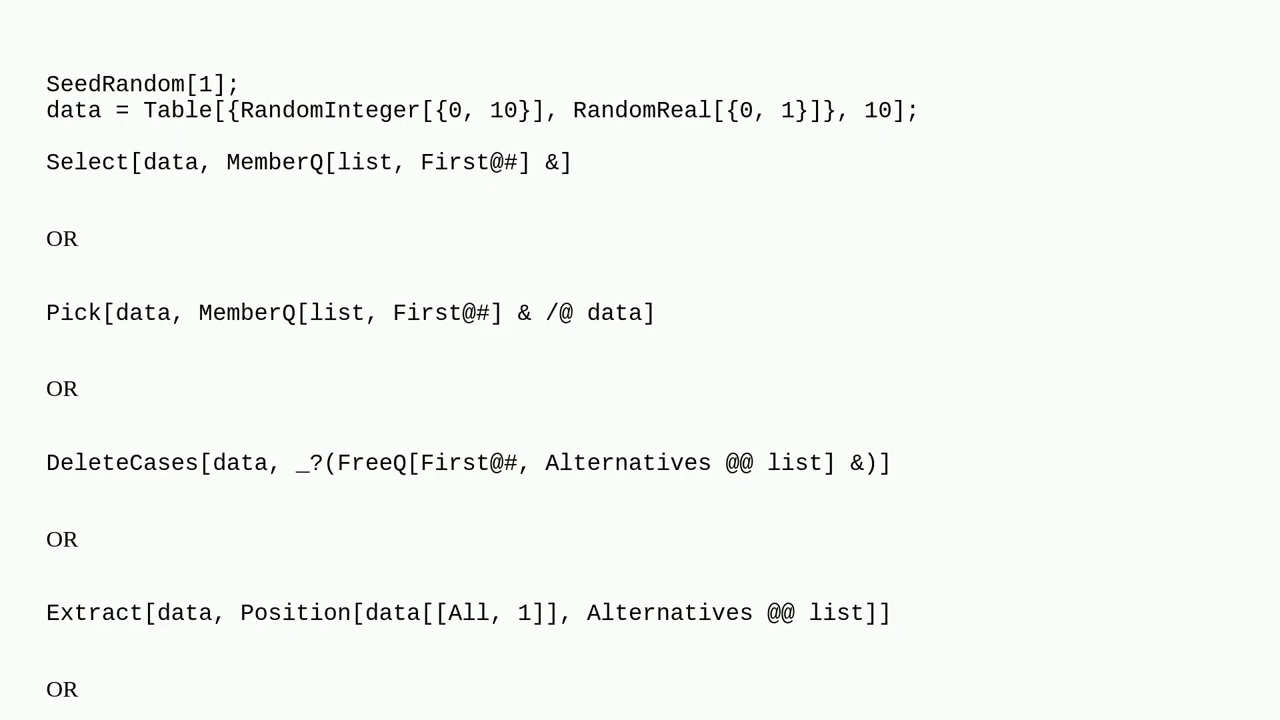 SeedRandom[1];
data = Table[{RandomInteger[{0, 10}], RandomReal[{0, 1}]}, 10];
Select[data, MemberQ[list, First@#] &]
OR
Pick[data, MemberQ[list, First@#] & /@ data]
OR
DeleteCases[data, _?(FreeQ[First@#, Alternatives @@ list] &)]
OR
Extract[data, Position[data[[All, 1]], Alternatives @@ list]]
OR